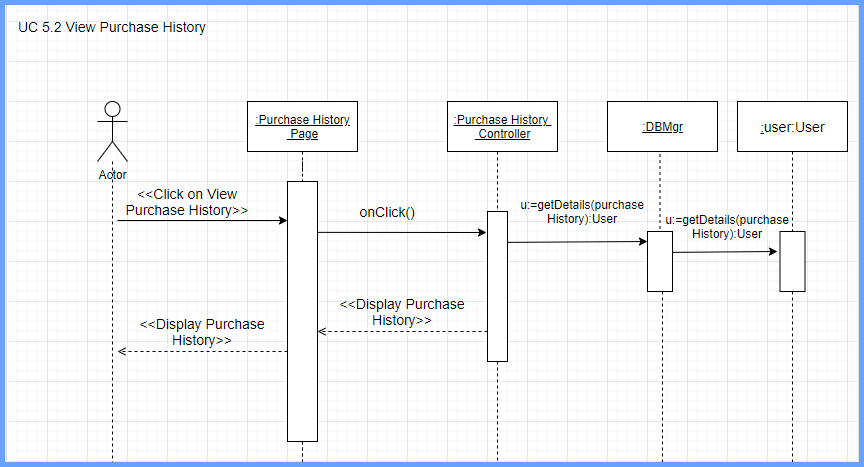 UC 5.2 View Purchase History
:Purchase History
Page
:Purchase History
Controller
:DBMgr
:user:User
Actor
<<Click on View
Purchase History>>
onClick()
u:=getDetails(purchase
History):User
u:=getDetails(purchase
History):User
<<Display Purchase
History>>
<<Display Purchase
History>>